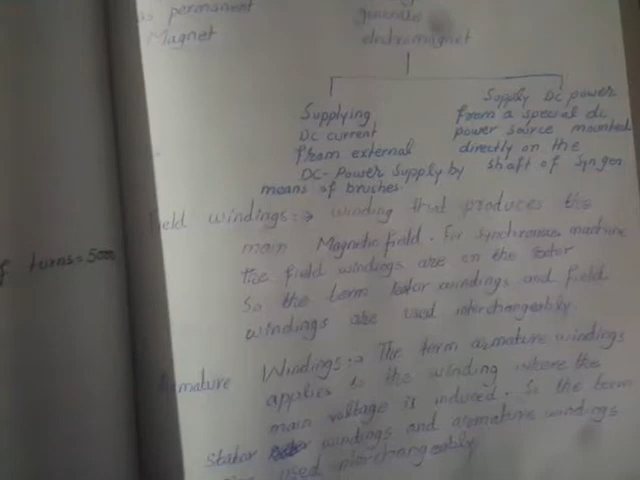 as permanent
Magnet
generate
electromagnet
Supplying
DC current
from external
DC-Power Supply by
means of bruches.
Supply DC power
from a special dc
power source mounted
directly on the
shaft of Syn gen
Field windings:→ winding that produces the
main Magnetic field. For synchronous machine
the field windings are on the rotor
So the term rotor windings and field
windings are used interchangeably.
turns = 5000
Armature Windings:→ The term armature windings
applies to the winding where the
main voltage is induced. So the term
stator windings and armature windings
used interchangeably